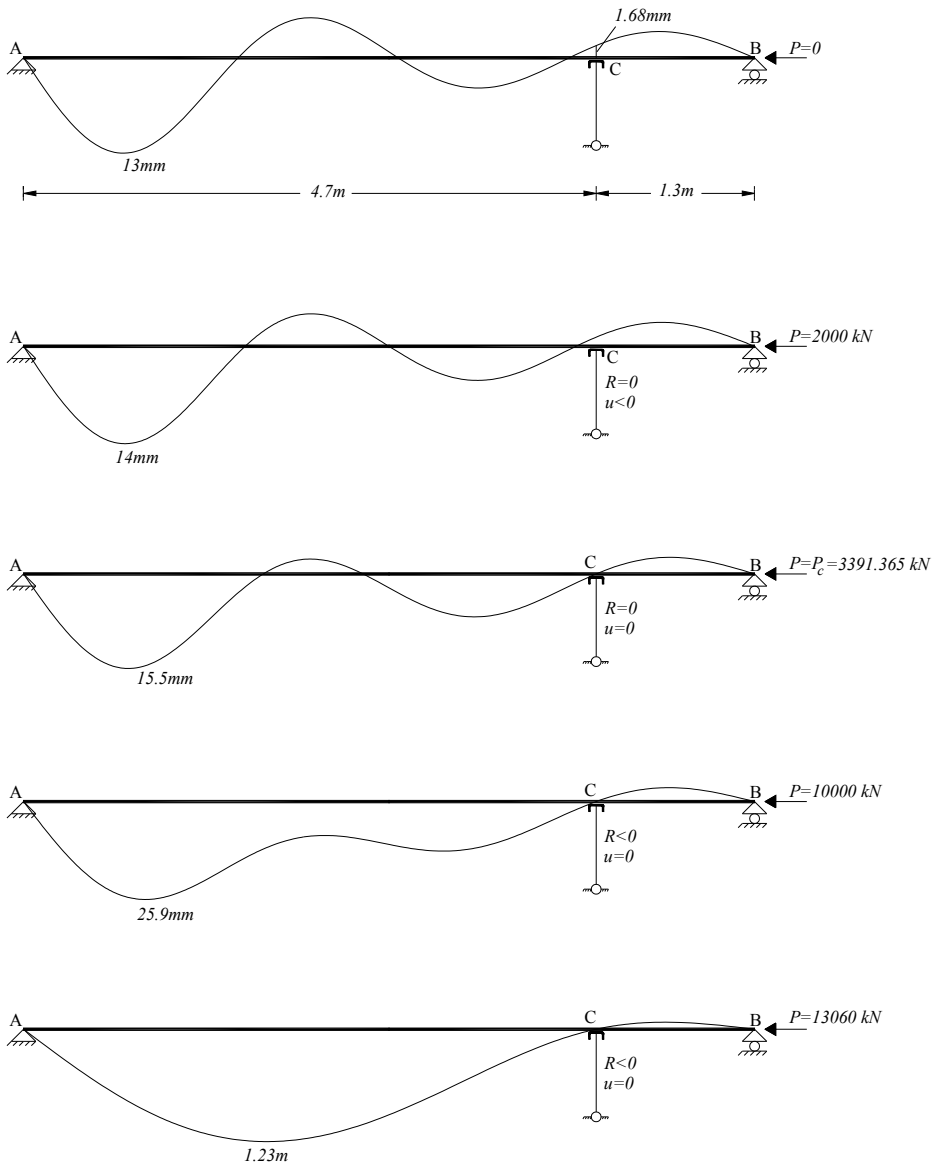 1.68mm
A
B
P=0
C
13mm
4.7m
1.3m
A
B
P=2000 kN
C
R=0
u<0
14mm
A
C
B
P=Pc=3391.365 kN
R=0
u=0
15.5mm
A
C
B
P=10000 kN
R<0
u=0
25.9mm
A
C
B
P=13060 kN
R<0
u=0
1.23m